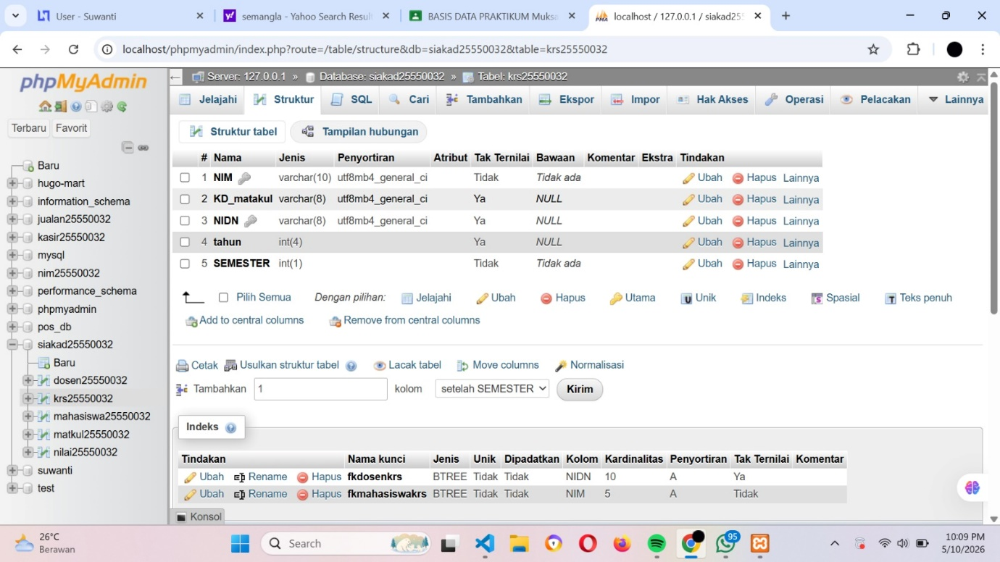 User - Suwanti
semangla - Yahoo Search Result
BASIS DATA PRAKTIKUM Muksa
localhost / 127.0.0.1 / siakad255
localhost/phpmyadmin/index.php?route=/table/structure&db=siakad25550032&table=krs25550032
phpMyAdmin
Terbaru Favorit
Baru
hugo-mart
information_schema
jualan25550032
kasir25550032
mysql
nim25550032
performance_schema
phpmyadmin
pos_db
siakad25550032
Baru
dosen25550032
krs25550032
mahasiswa25550032
matkul25550032
nilai25550032
suwanti
test
Server: 127.0.0.1 » Database: siakad25550032 » Tabel: krs25550032
Jelajahi Struktur SQL Cari Tambahkan Ekspor Impor Hak Akses Operasi Pelacakan Lainnya
Struktur tabel Tampilan hubungan
# Nama Jenis Penyortiran Atribut Tak Ternilai Bawaan Komentar Ekstra Tindakan
1 NIM varchar(10) utf8mb4_general_ci Tidak Tidak ada Ubah Hapus Lainnya
2 KD_matakul varchar(8) utf8mb4_general_ci Ya NULL Ubah Hapus Lainnya
3 NIDN varchar(8) utf8mb4_general_ci Ya NULL Ubah Hapus Lainnya
4 tahun int(4) Ya NULL Ubah Hapus Lainnya
5 SEMESTER int(1) Tidak Tidak ada Ubah Hapus Lainnya
Pilih Semua Dengan pilihan: Jelajahi Ubah Hapus Utama Unik Indeks Spasial Teks penuh
Add to central columns Remove from central columns
Cetak Usulkan struktur tabel Lacak tabel Move columns Normalisasi
Tambahkan 1 kolom setelah SEMESTER Kirim
Indeks
Tindakan Nama kunci Jenis Unik Dipadatkan Kolom Kardinalitas Penyortiran Tak Ternilai Komentar
Ubah Rename Hapus fkdosenkrs BTREE Tidak Tidak NIDN 10 A Ya
Ubah Rename Hapus fkmahasiswakrs BTREE Tidak Tidak NIM 5 A Tidak
Konsol
26°C
Berawan
Search
95
10:09 PM
5/10/2026